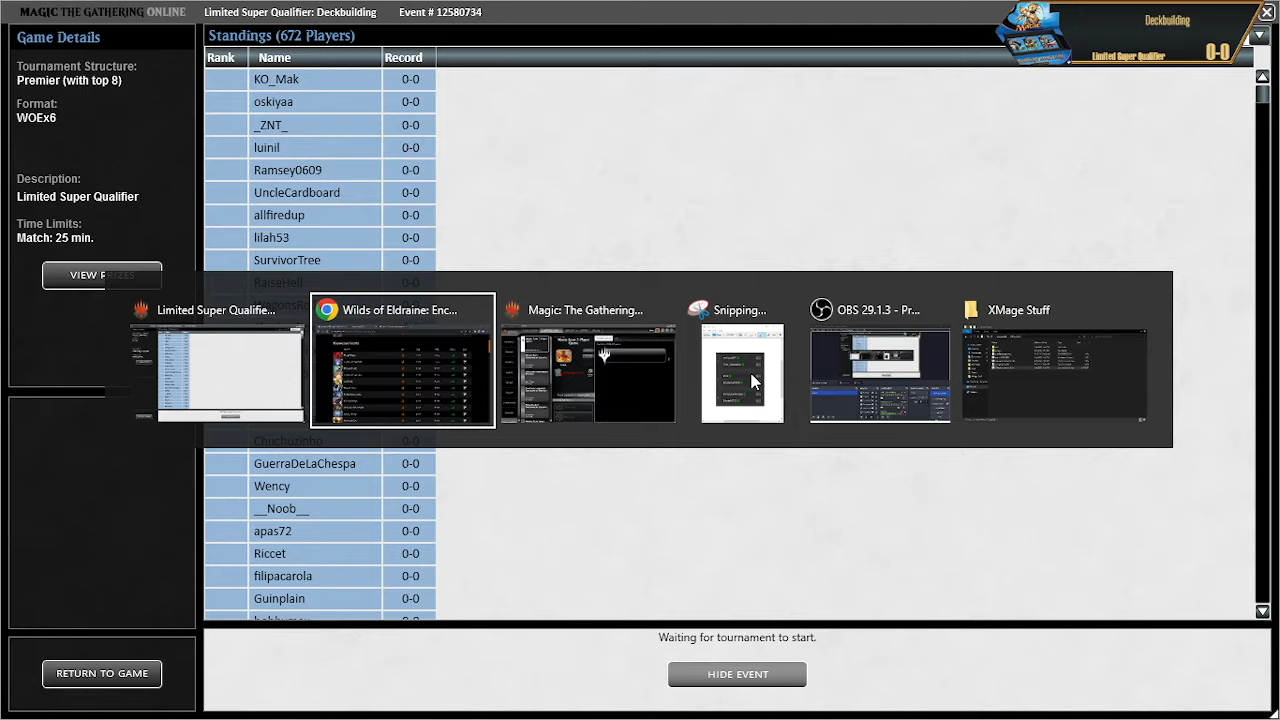 MAGIC THE GATHERING ONLINE
Limited Super Qualifier: Deckbuilding Event # 12580734
Deckbuilding
Limited Super Qualifier 0-0
Game Details
Tournament Structure:
Premier (with top 8)
Format:
WOEx6
Description:
Limited Super Qualifier
Time Limits:
Match: 25 min.
VIEW PRIZES
Standings (672 Players)
Rank Name Record
KO_Mak 0-0
oskiyaa 0-0
_ZNT_ 0-0
luinil 0-0
Ramsey0609 0-0
UncleCardboard 0-0
allfiredup 0-0
lilah53 0-0
SurvivorTree 0-0
RaiseHell
Limited Super Qualifie...
Wilds of Eldraine: Enc...
Magic: The Gathering...
Snipping...
OBS 29.1.3 - Pr...
XMage Stuff
Chuchuzinho 0-0
GuerraDeLaChespa 0-0
Wency 0-0
__Noob__ 0-0
apas72 0-0
Riccet 0-0
filipacarola 0-0
Guinplain 0-0
Waiting for tournament to start.
HIDE EVENT
RETURN TO GAME